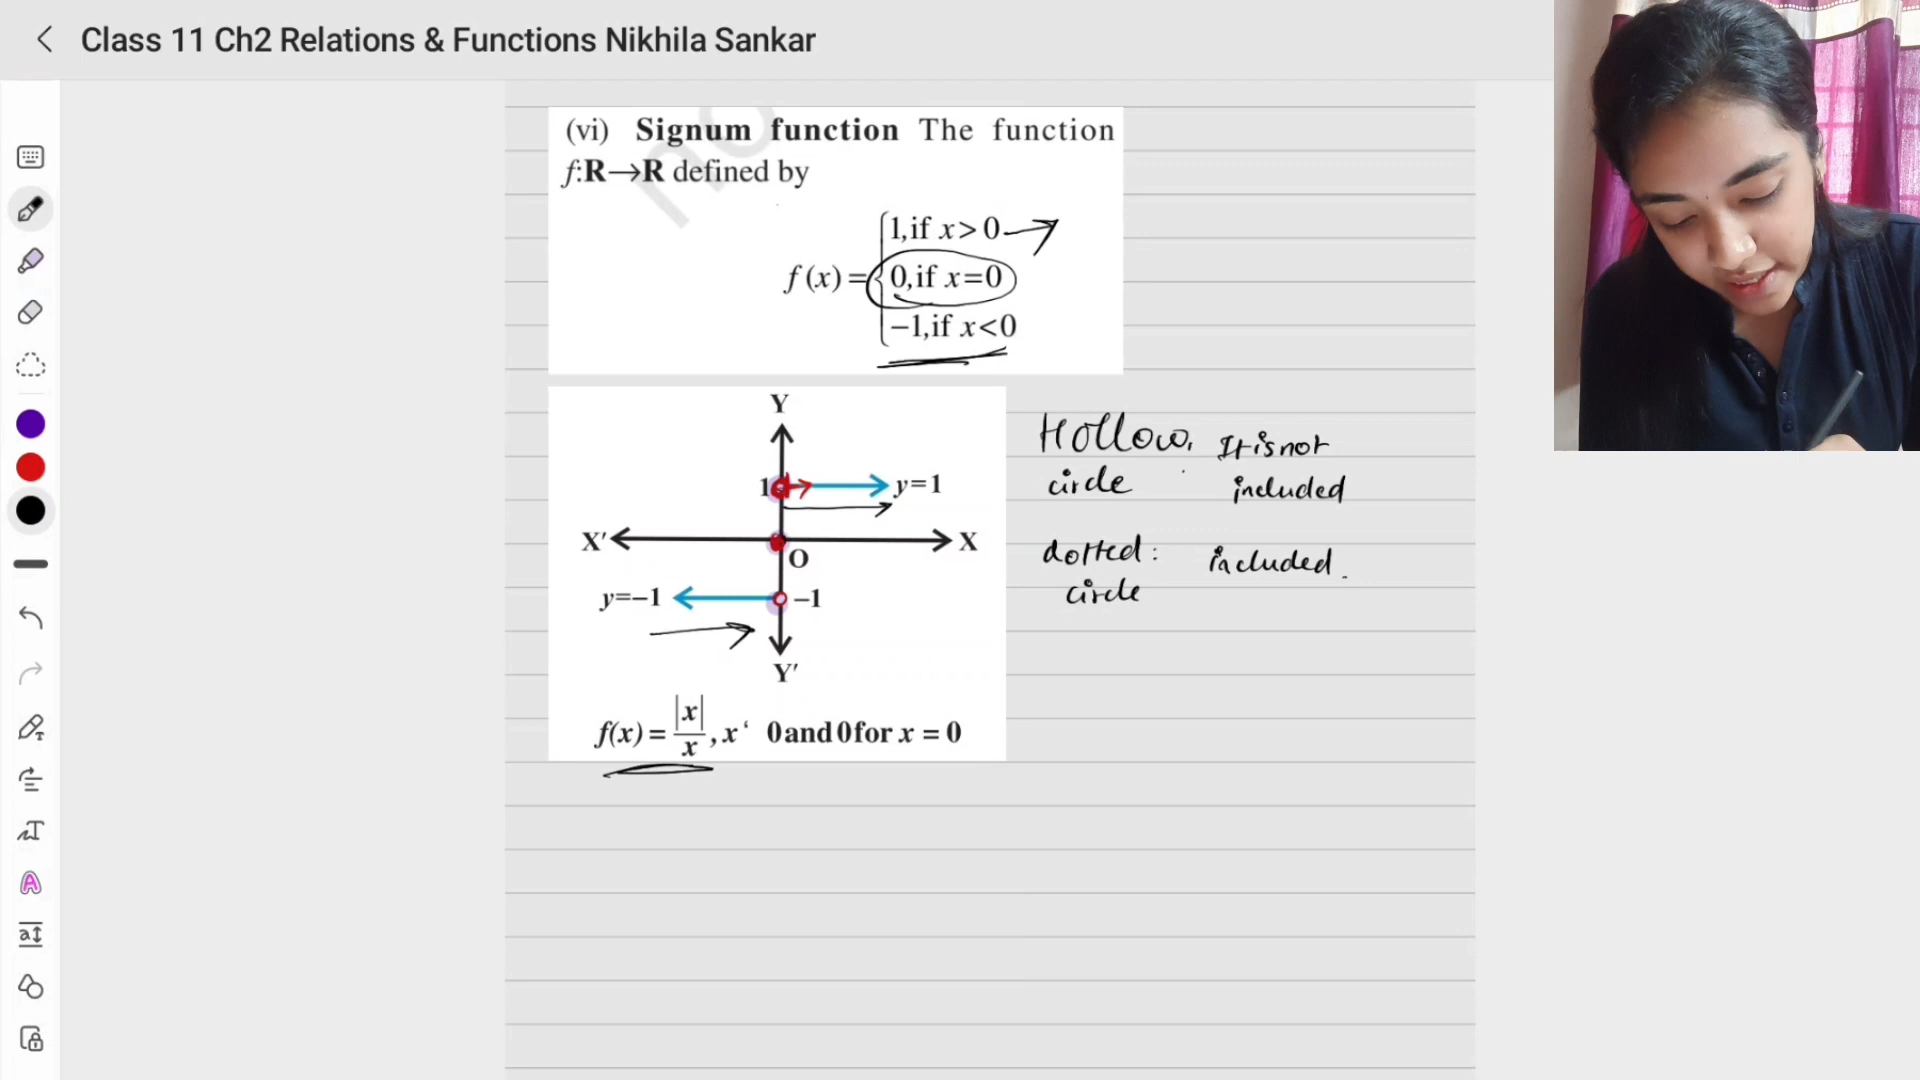 Class 11 Ch2 Relations & Functions Nikhila Sankar
(vi) Signum function The function
f:R→R defined by
1,if x>0
f(x)= 0,if x=0
−1,if x<0
Y
1 y=1
X′ X
O
y=−1 −1
Y′
f(x) = |x|/x , x‘ 0 and 0 for x = 0
Hollow, It is not
circle included
dotted : included.
circle